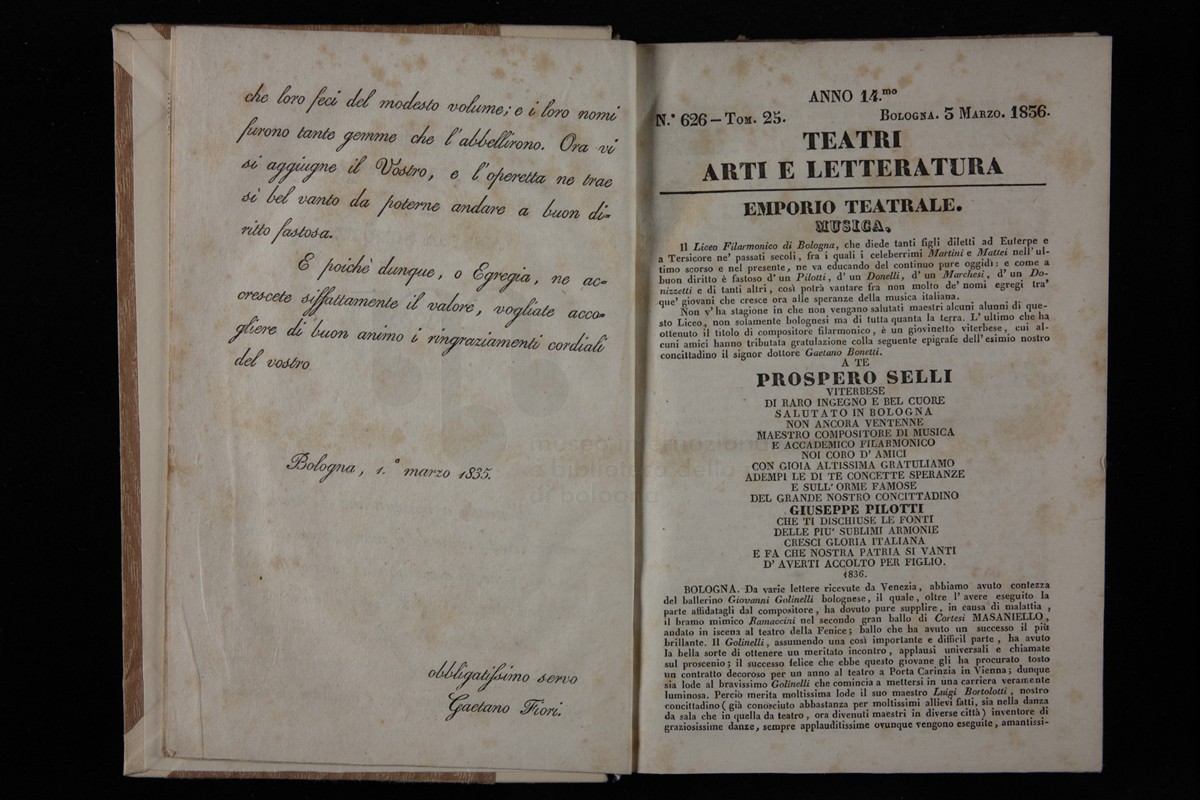 che loro feci del modesto volume; e i loro nomi
furono tante gemme che l'abbellirono. Ora vi
si aggiugne il Vostro, e l'operetta ne trae
sì bel vanto da poterne andare a buon di=
ritto fastosa.
E poichè dunque, o Egregia, ne ac=
crescete siffattamente il valore, vogliate acco=
gliere di buon animo i ringraziamenti cordiali
del vostro
Bologna, 1.° marzo 1835.
obbligatissimo servo
Gaetano Fiori.
ANNO 14.mo
N.° 626 — Tom. 25. Bologna. 3 Marzo. 1836.
TEATRI
ARTI E LETTERATURA
EMPORIO TEATRALE.
MUSICA.
Il Liceo Filarmonico di Bologna, che diede tanti figli diletti ad Euterpe e
a Tersicore ne' passati secoli, fra i quali i celeberrimi Martini e Mattei nell'ul-
timo scorso e nel presente, ne va educando del continuo pure oggidì: e come a
buon diritto è fastoso d'un Pilotti, d'un Donelli, d'un Marchesi, d'un Do-
nizzetti e di tanti altri, così potrà vantare fra non molto de' nomi egregi tra'
que' giovani che cresce ora alle speranze della musica italiana.
Non v'ha stagione in che non vengano salutati maestri alcuni alunni di que-
sto Liceo, non solamente bolognesi ma di tutta quanta la terra. L'ultimo che ha
ottenuto il titolo di compositore filarmonico, è un giovinetto viterbese, cui al-
cuni amici hanno tributata gratulazione colla seguente epigrafe dell'esimio nostro
concittadino il signor dottore Gaetano Bonetti.
A TE
PROSPERO SELLI
VITERBESE
DI RARO INGEGNO E BEL CUORE
SALUTATO IN BOLOGNA
NON ANCORA VENTENNE
MAESTRO COMPOSITORE DI MUSICA
E ACCADEMICO FILARMONICO
NOI CORO D'AMICI
CON GIOIA ALTISSIMA GRATULIAMO
ADEMPI LE DI TE CONCETTE SPERANZE
E SULL'ORME FAMOSE
DEL GRANDE NOSTRO CONCITTADINO
GIUSEPPE PILOTTI
CHE TI DISCHIUSE LE FONTI
DELLE PIU' SUBLIMI ARMONIE
CRESCI GLORIA ITALIANA
E FA CHE NOSTRA PATRIA SI VANTI
D'AVERTI ACCOLTO PER FIGLIO.
1836.
BOLOGNA. Da varie lettere ricevute da Venezia, abbiamo avuto contezza
del ballerino Giovanni Golinelli bolognese, il quale, oltre l'avere eseguito la
parte affidatagli dal compositore, ha dovuto pure supplire, in causa di malattia,
il bramo mimico Ramaccini nel secondo gran ballo di Cortesi MASANIELLO,
andato in iscena al teatro della Fenice; ballo che ha avuto un successo il più
brillante. Il Golinelli, assumendo una così importante e difficil parte, ha avuto
la bella sorte di ottenere un meritato incontro, applausi universali e chiamate
sul proscenio; il successo felice che ebbe questo giovane gli ha procurato tosto
un contratto decoroso per un anno al teatro a Porta Carinzia in Vienna; dunque
sia lode al bravissimo Golinelli che comincia a mettersi in una carriera veramente
luminosa. Perciò merita moltissima lode il suo maestro Luigi Bortolotti, nostro
concittadino (già conosciuto abbastanza per moltissimi allievi fatti, sia nella danza
da sala che in quella da teatro, ora divenuti maestri in diverse città) inventore di
graziosissime danze, sempre applauditissime ovunque vengono eseguite, amantissi-
museo internazionale
e biblioteca della
di bologna